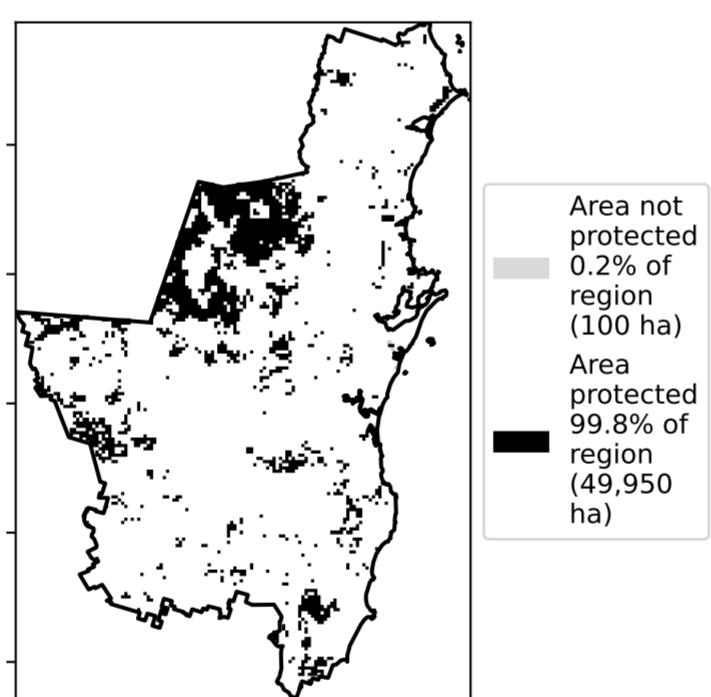 Area not
protected
0.2% of
region
(100 ha)
Area
protected
99.8% of
region
(49,950
ha)